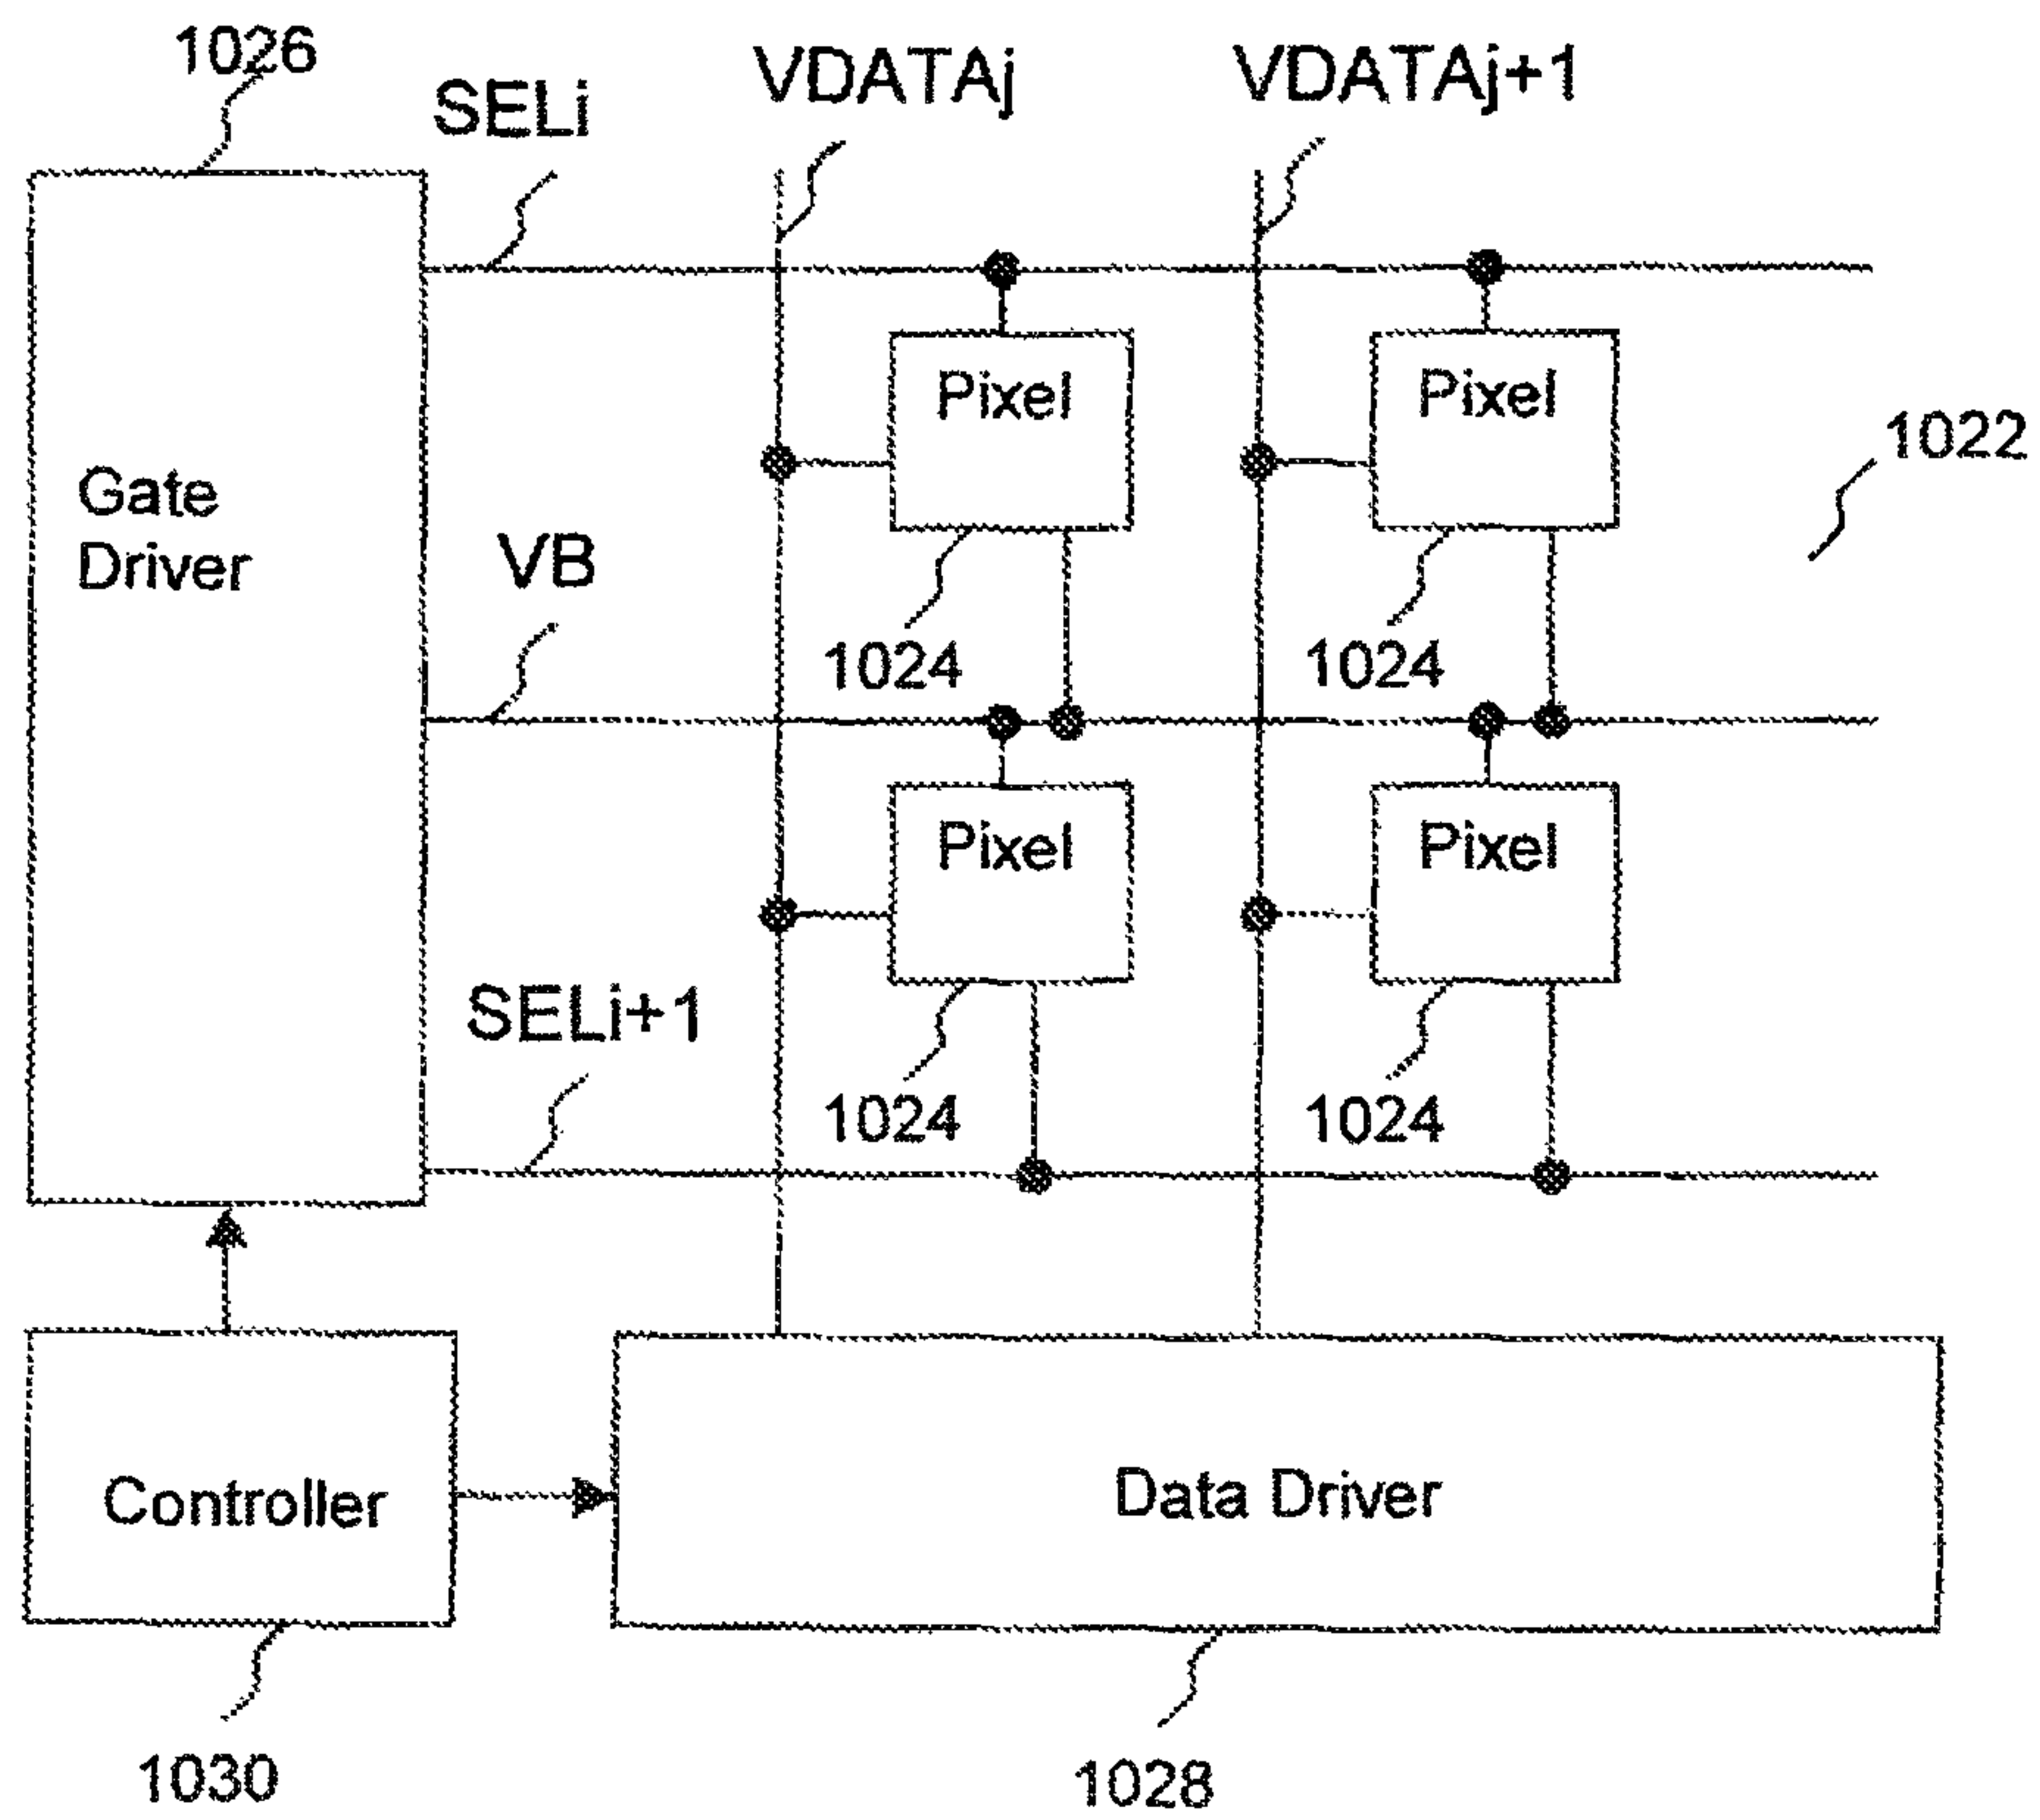 1026
SELi
VDATAj
VDATAj+1
Pixel
Pixel
1022
Gate
Driver
VB
1024
1024
Pixel
Pixel
SELi+1
1024
1024
Controller
Data Driver
1030
1028